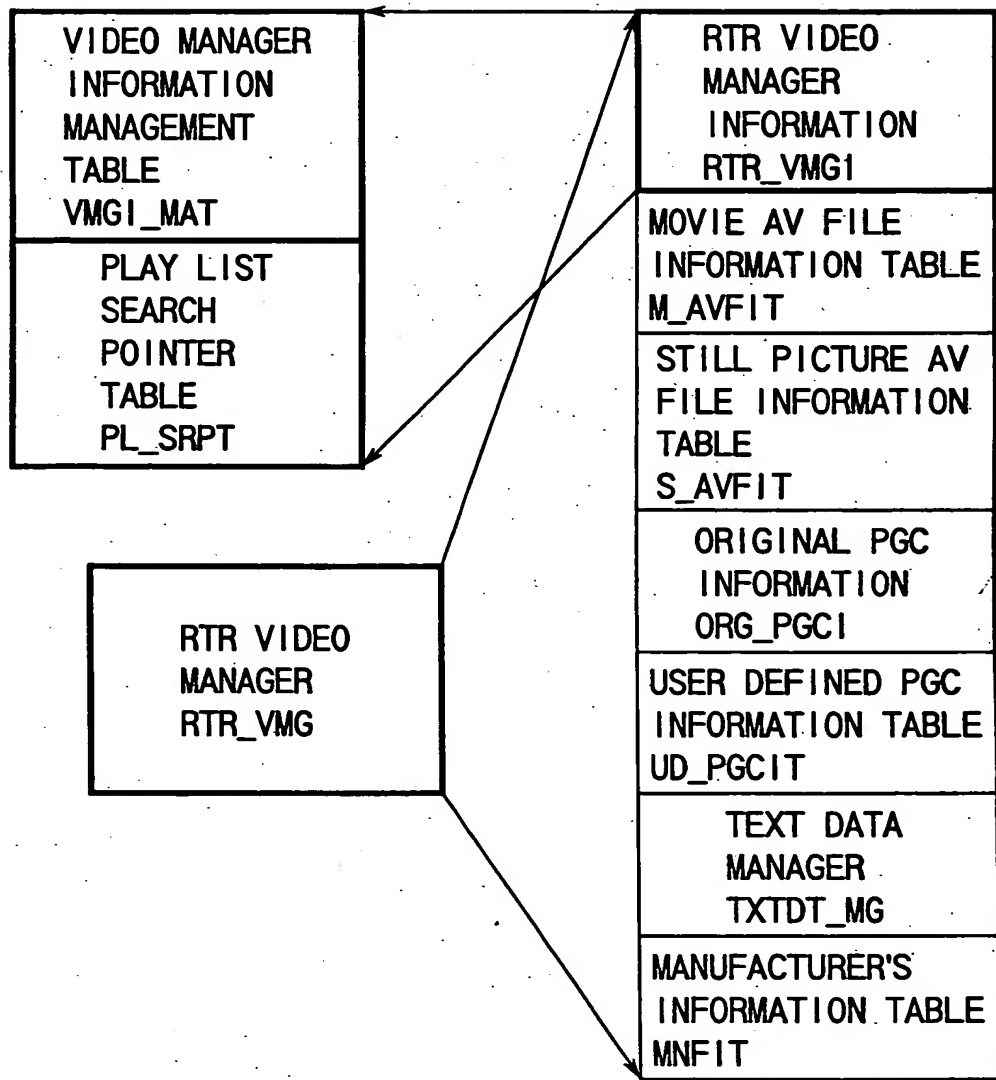 VIDEO MANAGER
INFORMATION
MANAGEMENT
TABLE
VMGI_MAT
PLAY LIST
SEARCH
POINTER
TABLE
PL_SRPT
RTR VIDEO
MANAGER
RTR_VMG
RTR VIDEO
MANAGER
INFORMATION
RTR_VMGI
MOVIE AV FILE
INFORMATION TABLE
M_AVFIT
STILL PICTURE AV
FILE INFORMATION
TABLE
S_AVFIT
ORIGINAL PGC
INFORMATION
ORG_PGCI
USER DEFINED PGC
INFORMATION TABLE
UD_PGCIT
TEXT DATA
MANAGER
TXTDT_MG
MANUFACTURER'S
INFORMATION TABLE
MNFIT